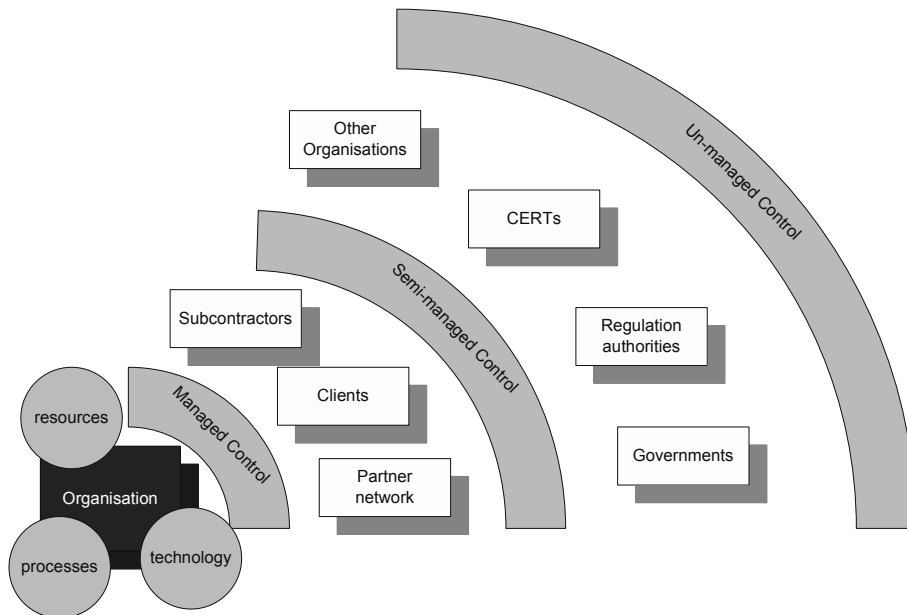 Other
Organisations
Un-managed Control
CERTs
Semi-managed Control
Subcontractors
Regulation
authorities
Managed Control
Clients
resources
Partner
network
Governments
Organisation
processes
technology